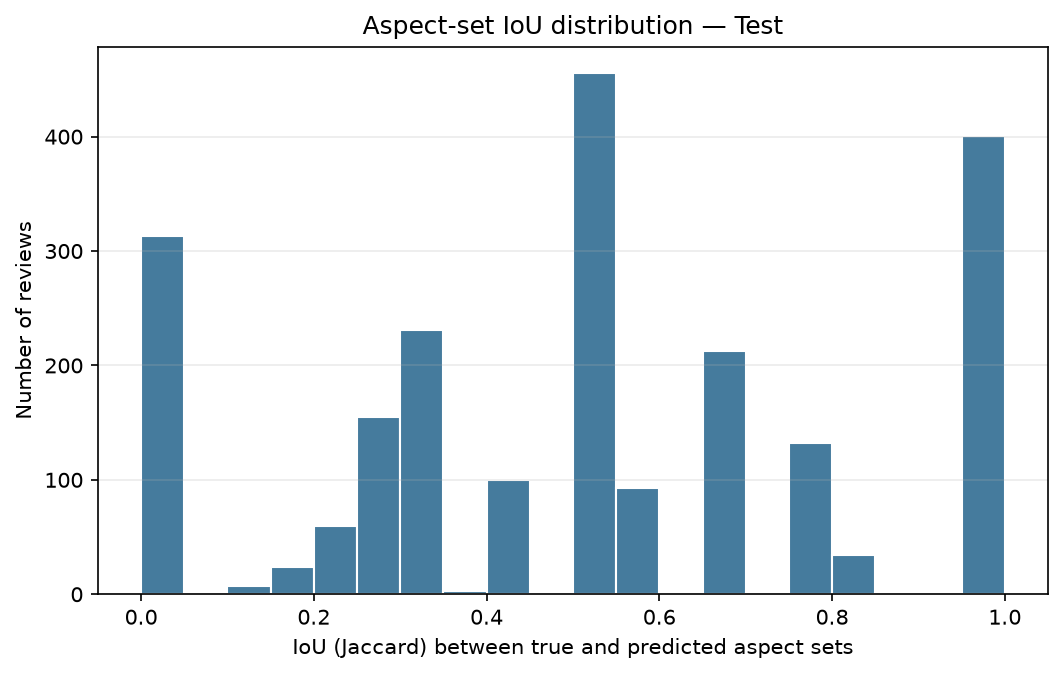 Aspect-set IoU distribution — Test
Number of reviews
400
300
200
100
0
0.0 0.2 0.4 0.6 0.8 1.0
IoU (Jaccard) between true and predicted aspect sets